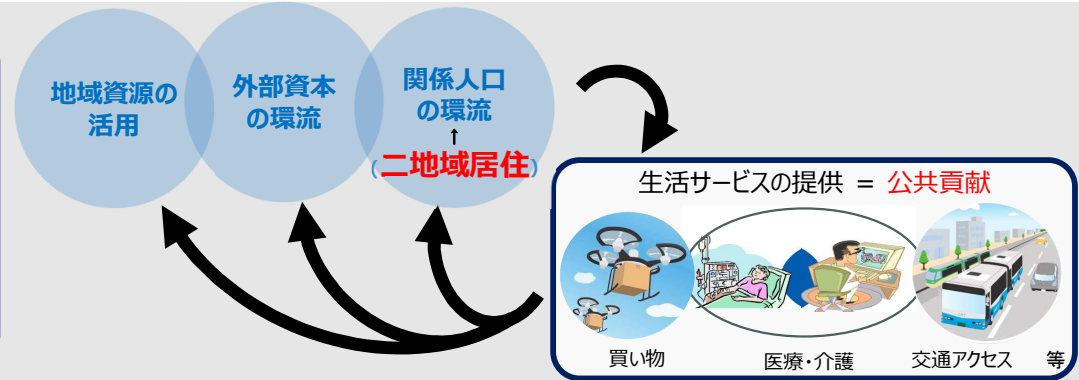 地域資源の
活用
外部資本
の環流
関係人口
の環流
↑
(二地域居住)
生活サービスの提供 = 公共貢献
買い物
医療・介護
交通アクセス 等